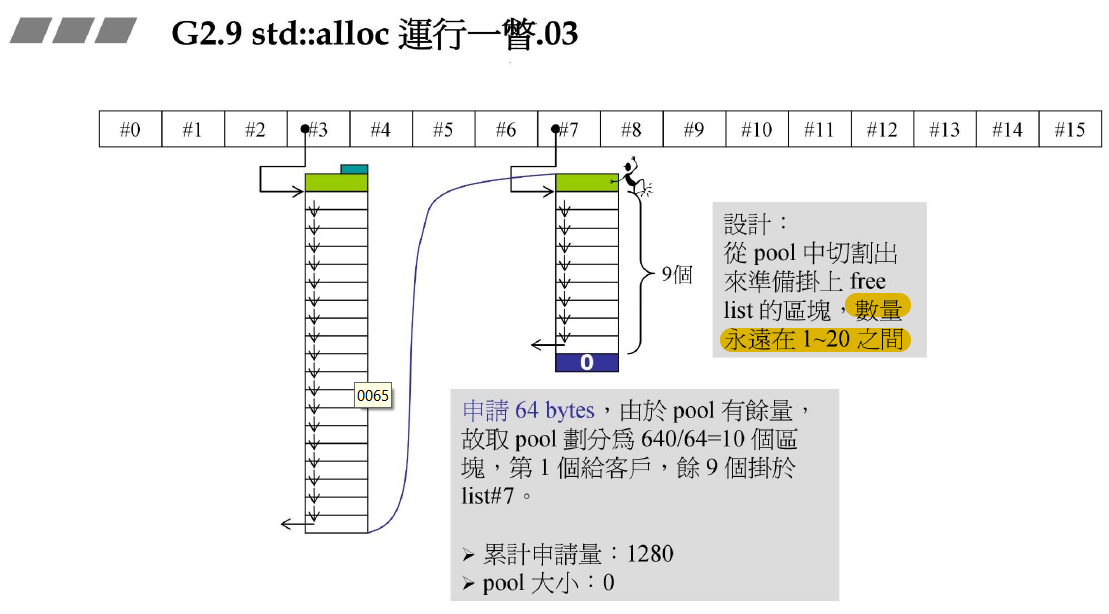 G2.9 std::alloc 運行一瞥.03
#0 #1 #2 #3 #4 #5 #6 #7 #8 #9 #10 #11 #12 #13 #14 #15
9個
0
0065
設計：
從 pool 中切割出
來準備掛上 free
list 的區塊，數量
永遠在 1~20 之間
申請 64 bytes，由於 pool 有餘量，
故取 pool 劃分為 640/64=10 個區
塊，第 1 個給客戶，餘 9 個掛於
list#7。
➢ 累計申請量：1280
➢ pool 大小：0